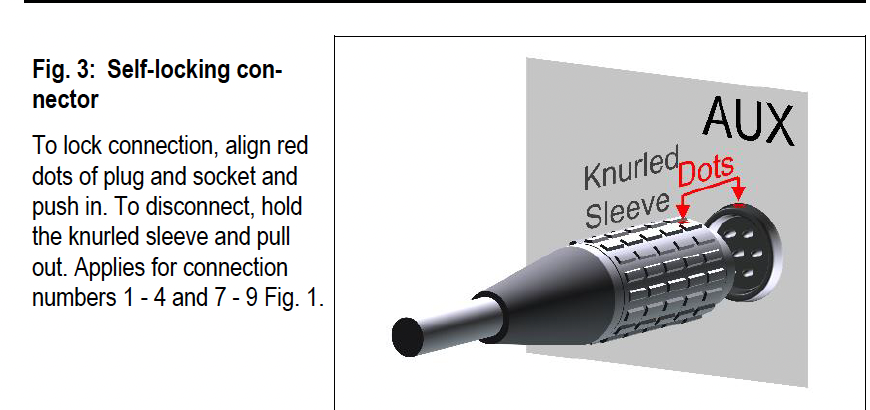 Fig. 3: Self-locking con-
nector
To lock connection, align red
dots of plug and socket and
push in. To disconnect, hold
the knurled sleeve and pull
out. Applies for connection
numbers 1 - 4 and 7 - 9 Fig. 1.
AUX
Knurled
Sleeve
Dots